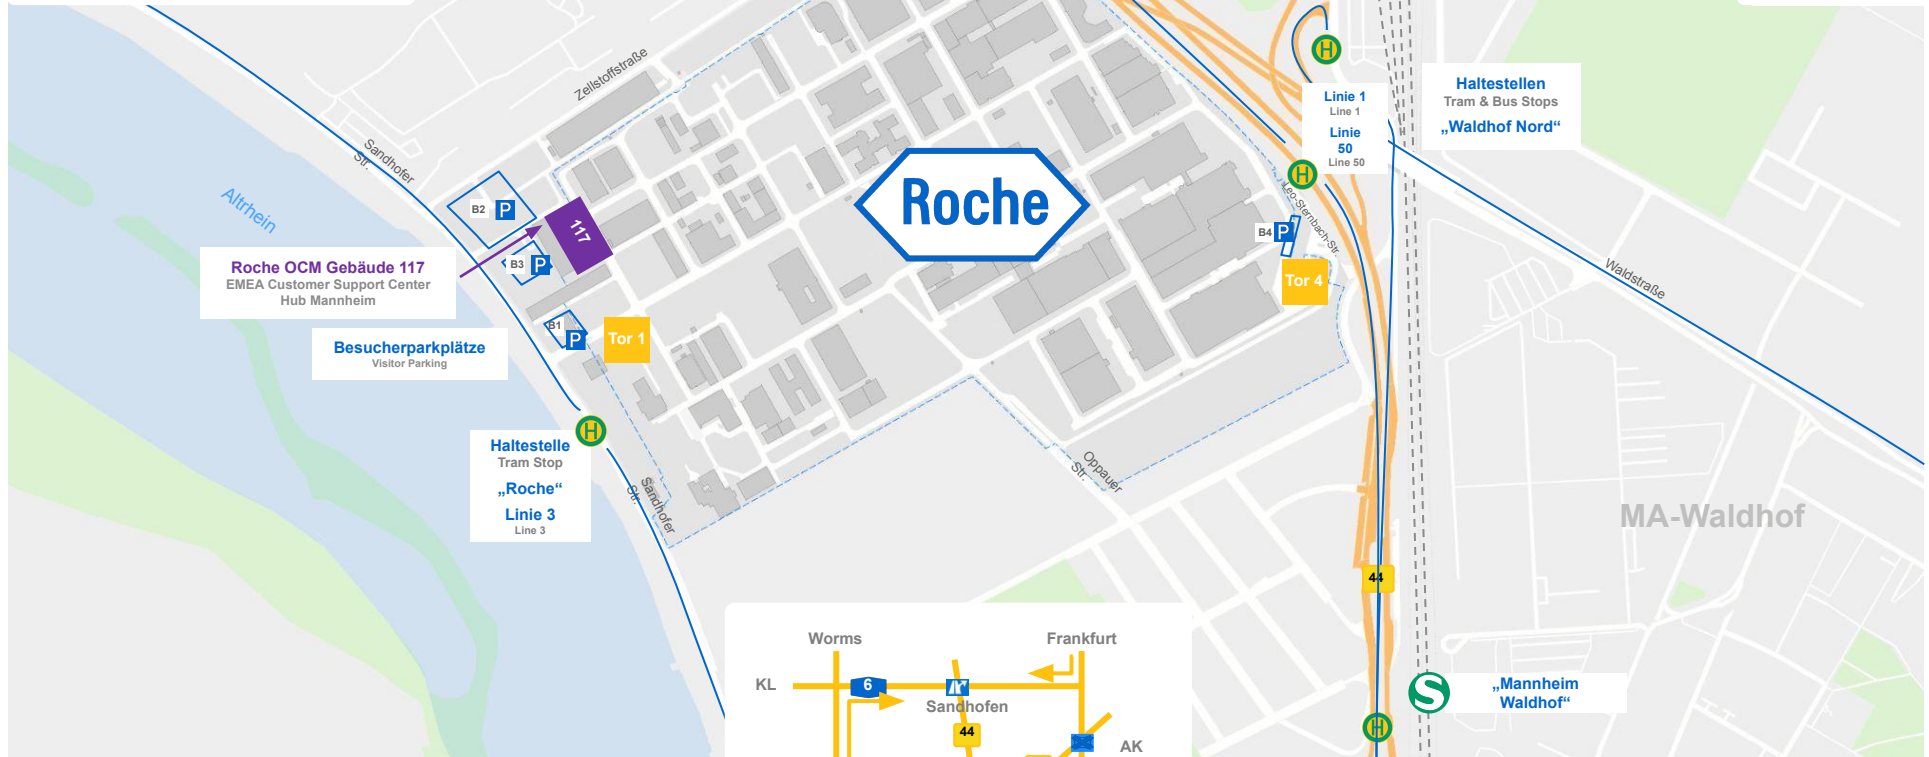 Zellstoffstraße
Sandhofer
Str.
Altrhein
B2
P
117
B3
P
Roche OCM Gebäude 117
EMEA Customer Support Center
Hub Mannheim
B1
P
Tor 1
Besucherparkplätze
Visitor Parking
H
Haltestelle
Tram Stop
„Roche“
Linie 3
Line 3
Sandhofer
Str.
Roche
H
Linie 1
Line 1
Linie
50
Line 50
Haltestellen
Tram & Bus Stops
„Waldhof Nord“
H
Leo-Sternbach-Str.
B4
P
Tor 4
Waldstraße
Oppauer
Str.
MA-Waldhof
44
S
„Mannheim
Waldhof“
H
Worms
Frankfurt
KL
6
Sandhofen
44
AK